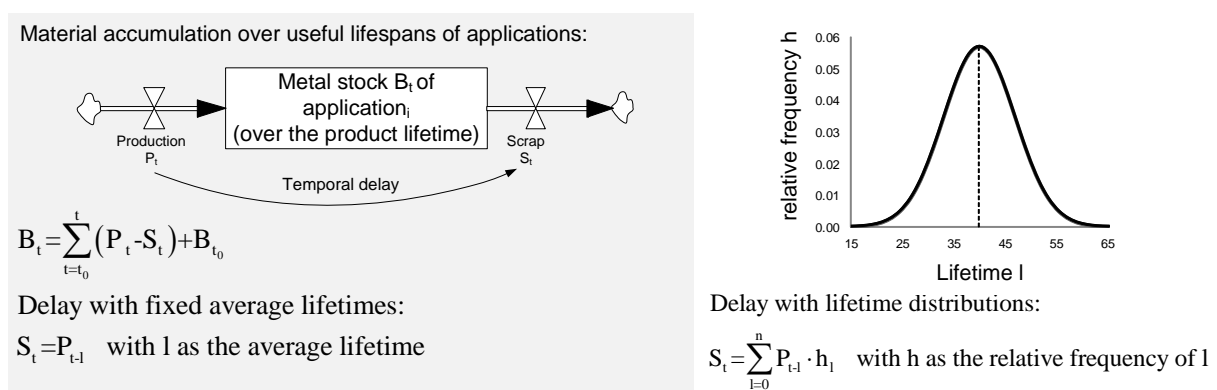 Material accumulation over useful lifespans of applications:
Metal stock Bₜ of
applicationᵢ
(over the product lifetime)
Production
Pₜ
Scrap
Sₜ
Temporal delay
Bₜ=∑ₜ₌ₜ₀ᵗ(Pₜ-Sₜ)+Bₜ₀
Delay with fixed average lifetimes:
Sₜ=Pₜ₋ₗ with l as the average lifetime
relative frequency h
0.06
0.05
0.04
0.03
0.02
0.01
0.00
15 25 35 45 55 65
Lifetime l
Delay with lifetime distributions:
Sₜ=∑ₗ₌₀ⁿPₜ₋ₗ·hₗ with h as the relative frequency of l